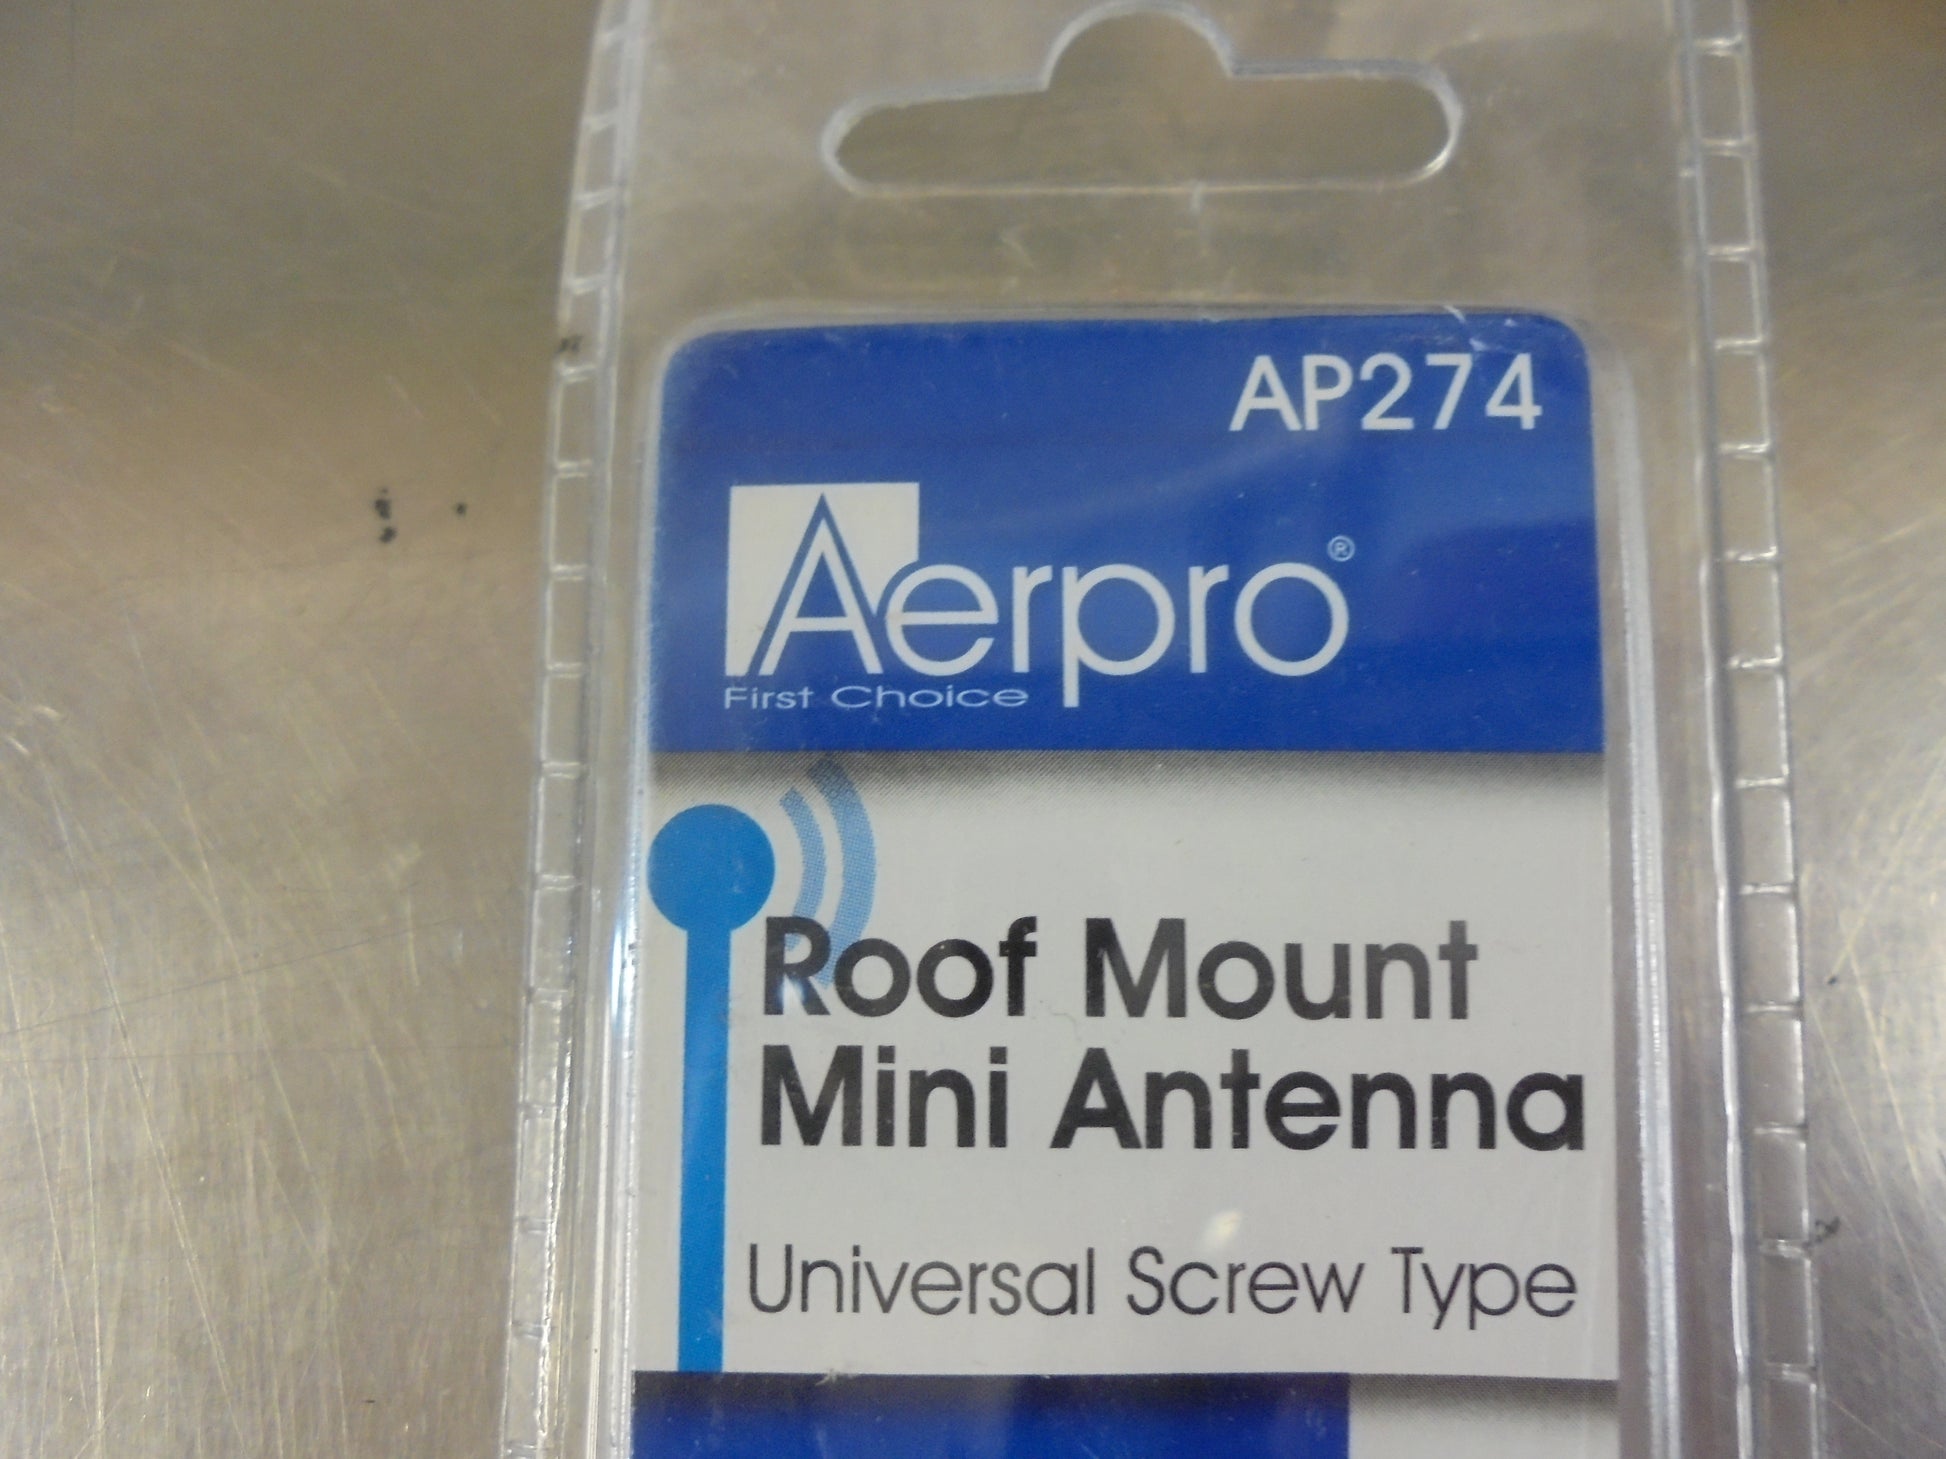 AP274
Aerpro®
First Choice
Roof Mount
Mini Antenna
Universal Screw Type